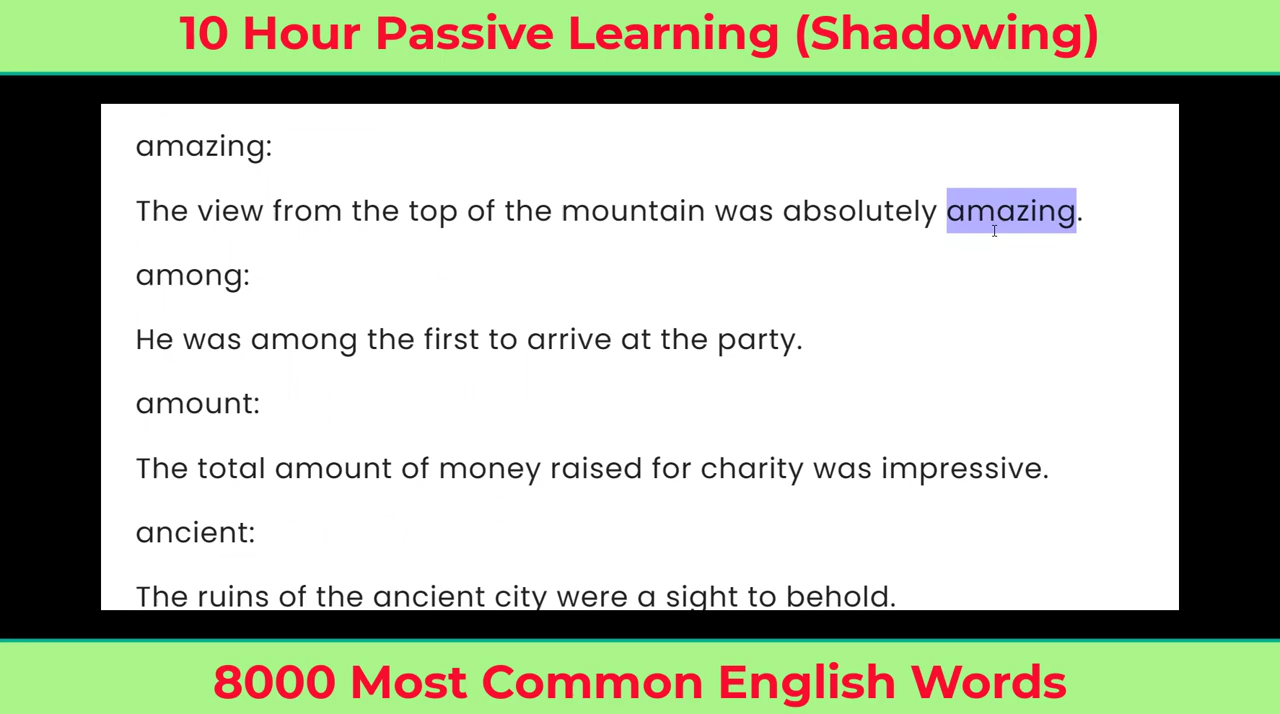 10 Hour Passive Learning (Shadowing)
amazing:
The view from the top of the mountain was absolutely amazing.
among:
He was among the first to arrive at the party.
amount:
The total amount of money raised for charity was impressive.
ancient:
The ruins of the ancient city were a sight to behold.
8000 Most Common English Words